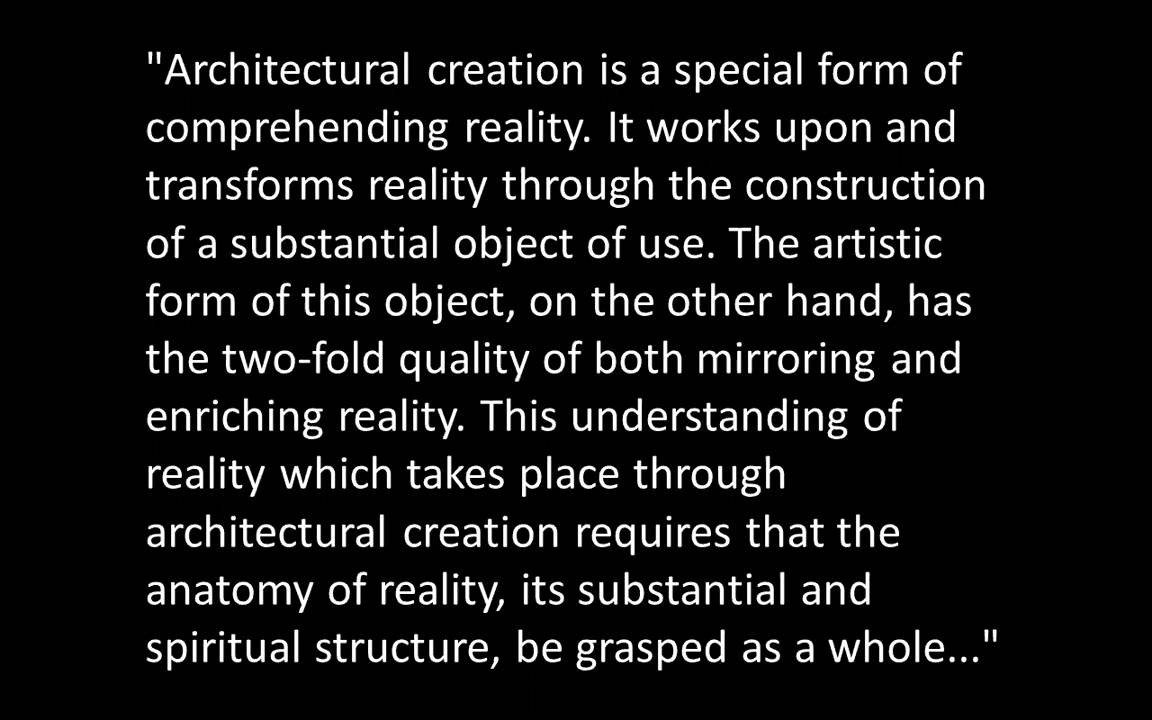 "Architectural creation is a special form of
comprehending reality. It works upon and
transforms reality through the construction
of a substantial object of use. The artistic
form of this object, on the other hand, has
the two-fold quality of both mirroring and
enriching reality. This understanding of
reality which takes place through
architectural creation requires that the
anatomy of reality, its substantial and
spiritual structure, be grasped as a whole..."